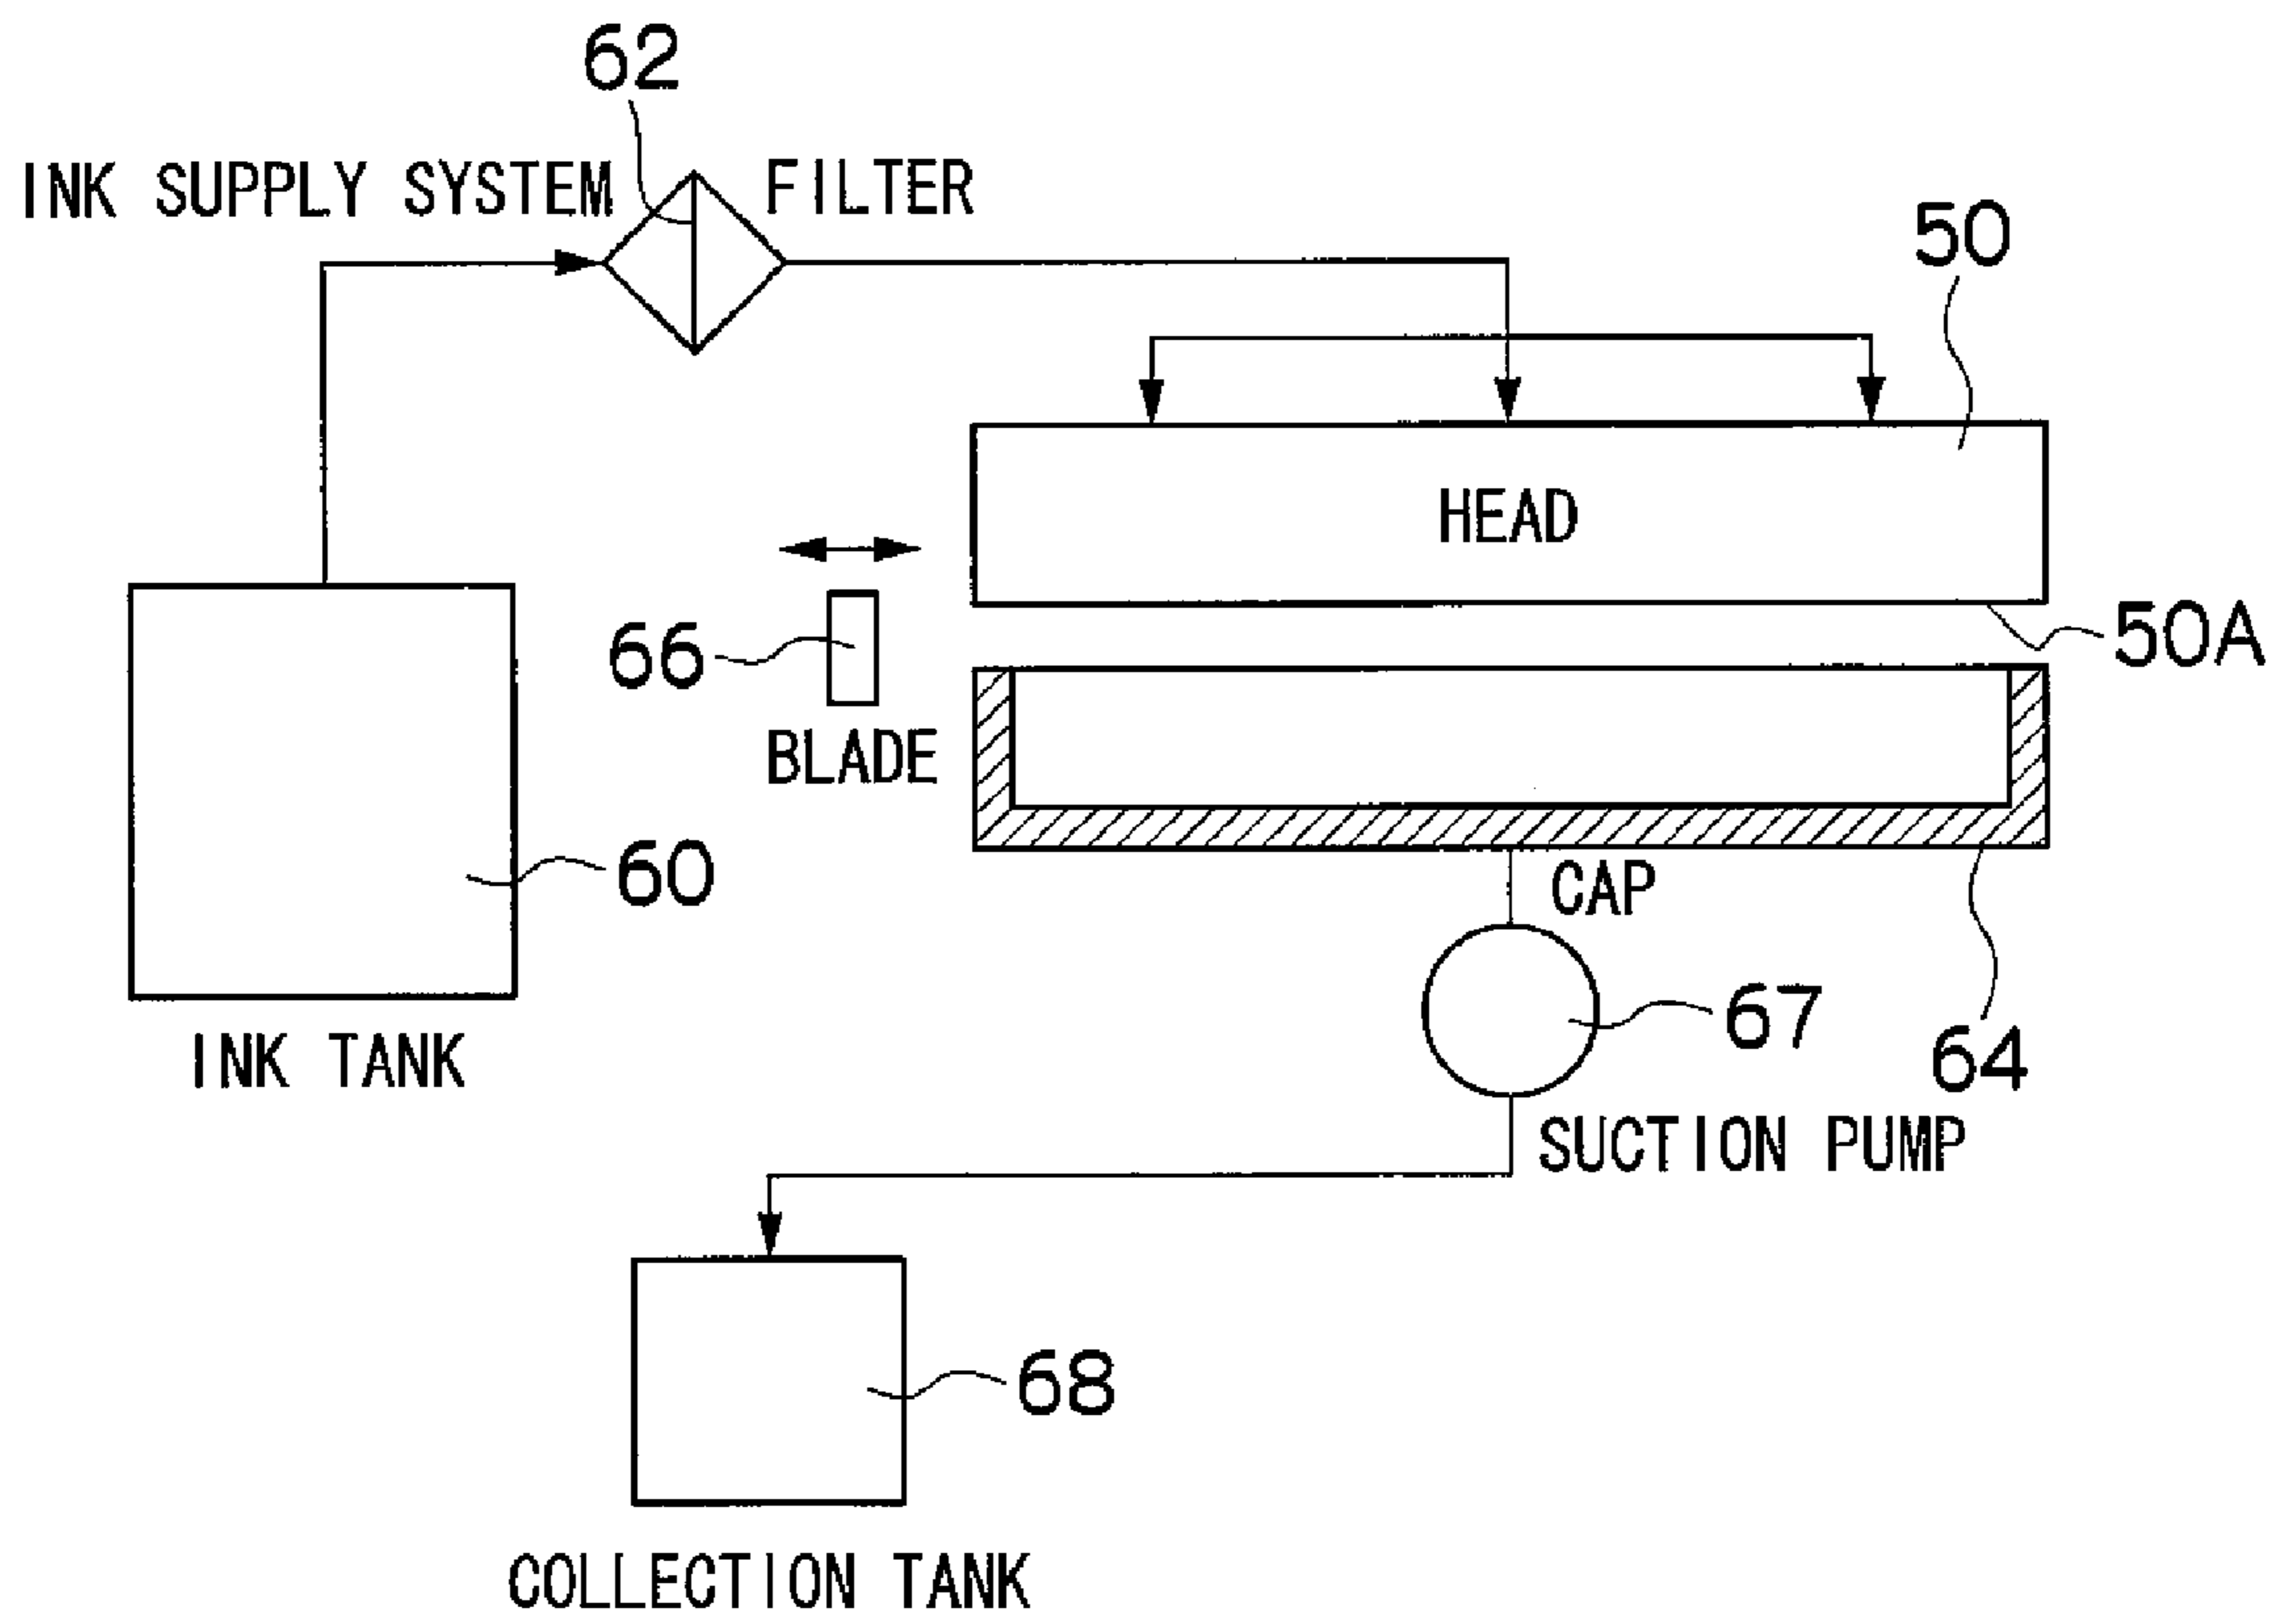 62
INK SUPPLY SYSTEM
FILTER
50
HEAD
66
50A
BLADE
60
CAP
67
64
INK TANK
SUCTION PUMP
68
COLLECTION TANK